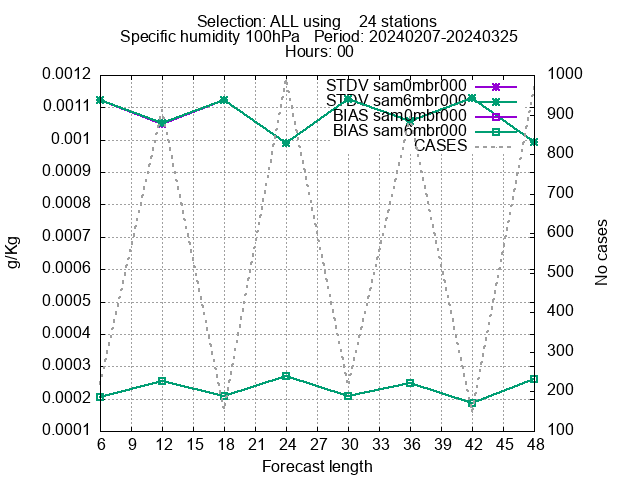 Selection: ALL using    24 stations
Specific humidity 100hPa   Period: 20240207-20240325
Hours: 00
0.0012
0.0011
0.001
0.0009
0.0008
0.0007
0.0006
0.0005
0.0004
0.0003
0.0002
0.0001
g/Kg
STDV sam0mbr000
STDV sam6mbr000
BIAS sam0mbr000
BIAS sam6mbr000
CASES
1000
900
800
700
600
500
400
300
200
100
No cases
6 9 12 15 18 21 24 27 30 33 36 39 42 45 48
Forecast length